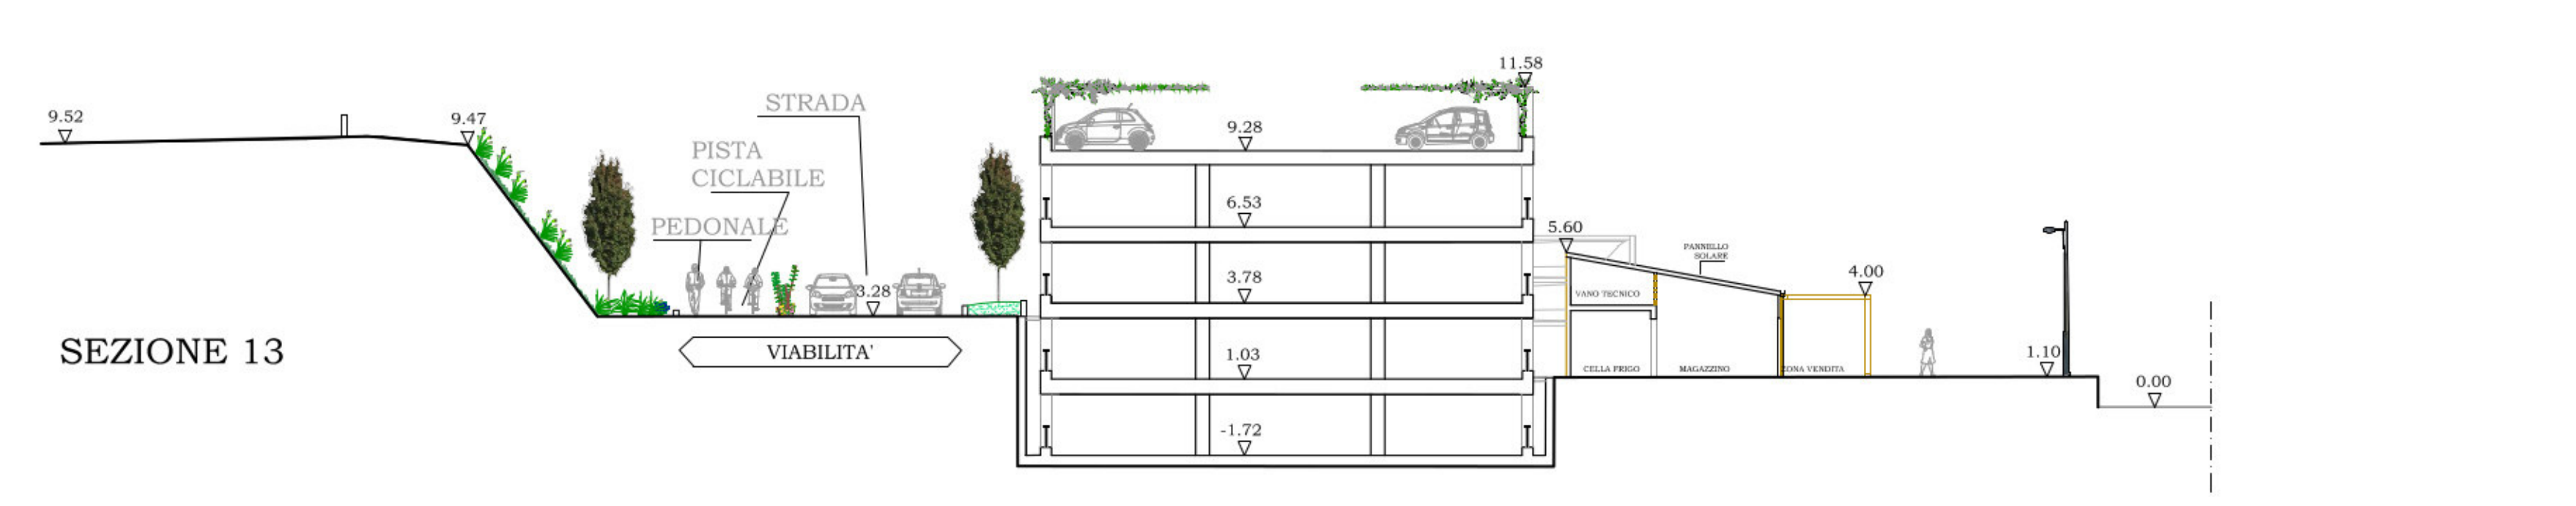 11.58
STRADA
9.52
9.47
9.28
PISTA
CICLABILE
6.53
PEDONALE
5.60
PANNELLO
SOLARE
3.78
4.00
3.28
VANO TECNICO
SEZIONE 13
VIABILITA'
1.03
1.10
CELLA FRIGO
MAGAZZINO
ZONA VENDITA
0.00
-1.72